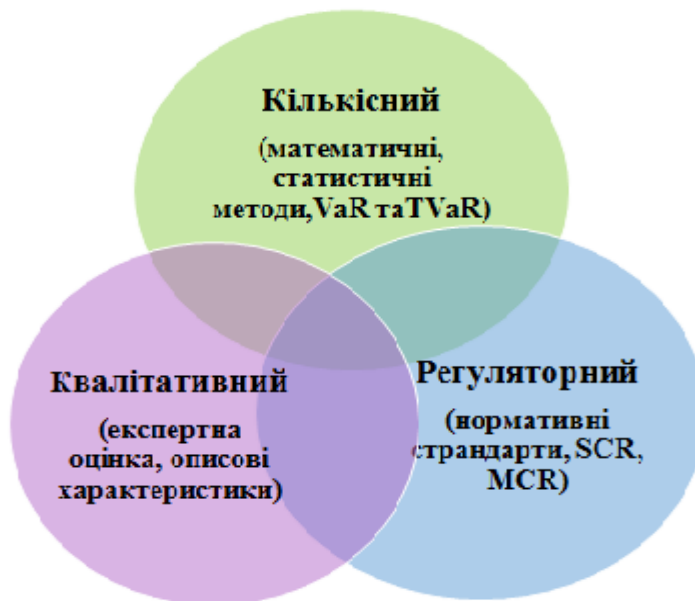 Кількісний
(математичні,
статистичні
методи,VaR таTVaR)
Квалітативний
(експертна
оцінка, описові
характеристики)
Регуляторний
(нормативні
страндарти, SCR,
MCR)